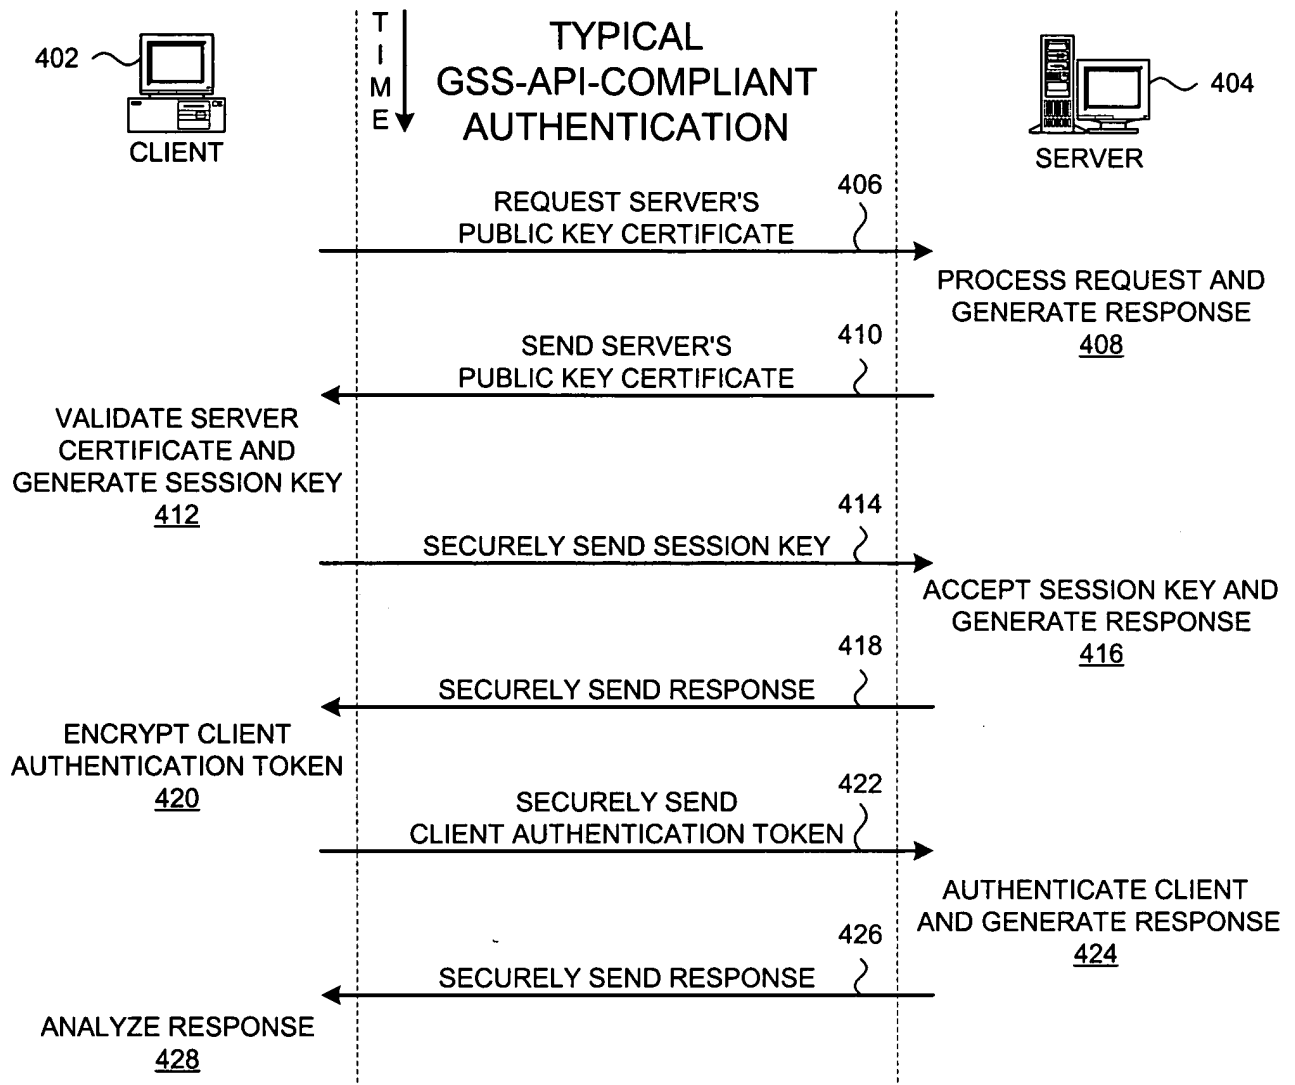 402
CLIENT
TIME
TYPICAL
GSS-API-COMPLIANT
AUTHENTICATION
404
SERVER
REQUEST SERVER'S
PUBLIC KEY CERTIFICATE
406
PROCESS REQUEST AND
GENERATE RESPONSE
408
SEND SERVER'S
PUBLIC KEY CERTIFICATE
410
VALIDATE SERVER
CERTIFICATE AND
GENERATE SESSION KEY
412
SECURELY SEND SESSION KEY
414
ACCEPT SESSION KEY AND
GENERATE RESPONSE
416
SECURELY SEND RESPONSE
418
ENCRYPT CLIENT
AUTHENTICATION TOKEN
420
SECURELY SEND
CLIENT AUTHENTICATION TOKEN
422
AUTHENTICATE CLIENT
AND GENERATE RESPONSE
424
SECURELY SEND RESPONSE
426
ANALYZE RESPONSE
428